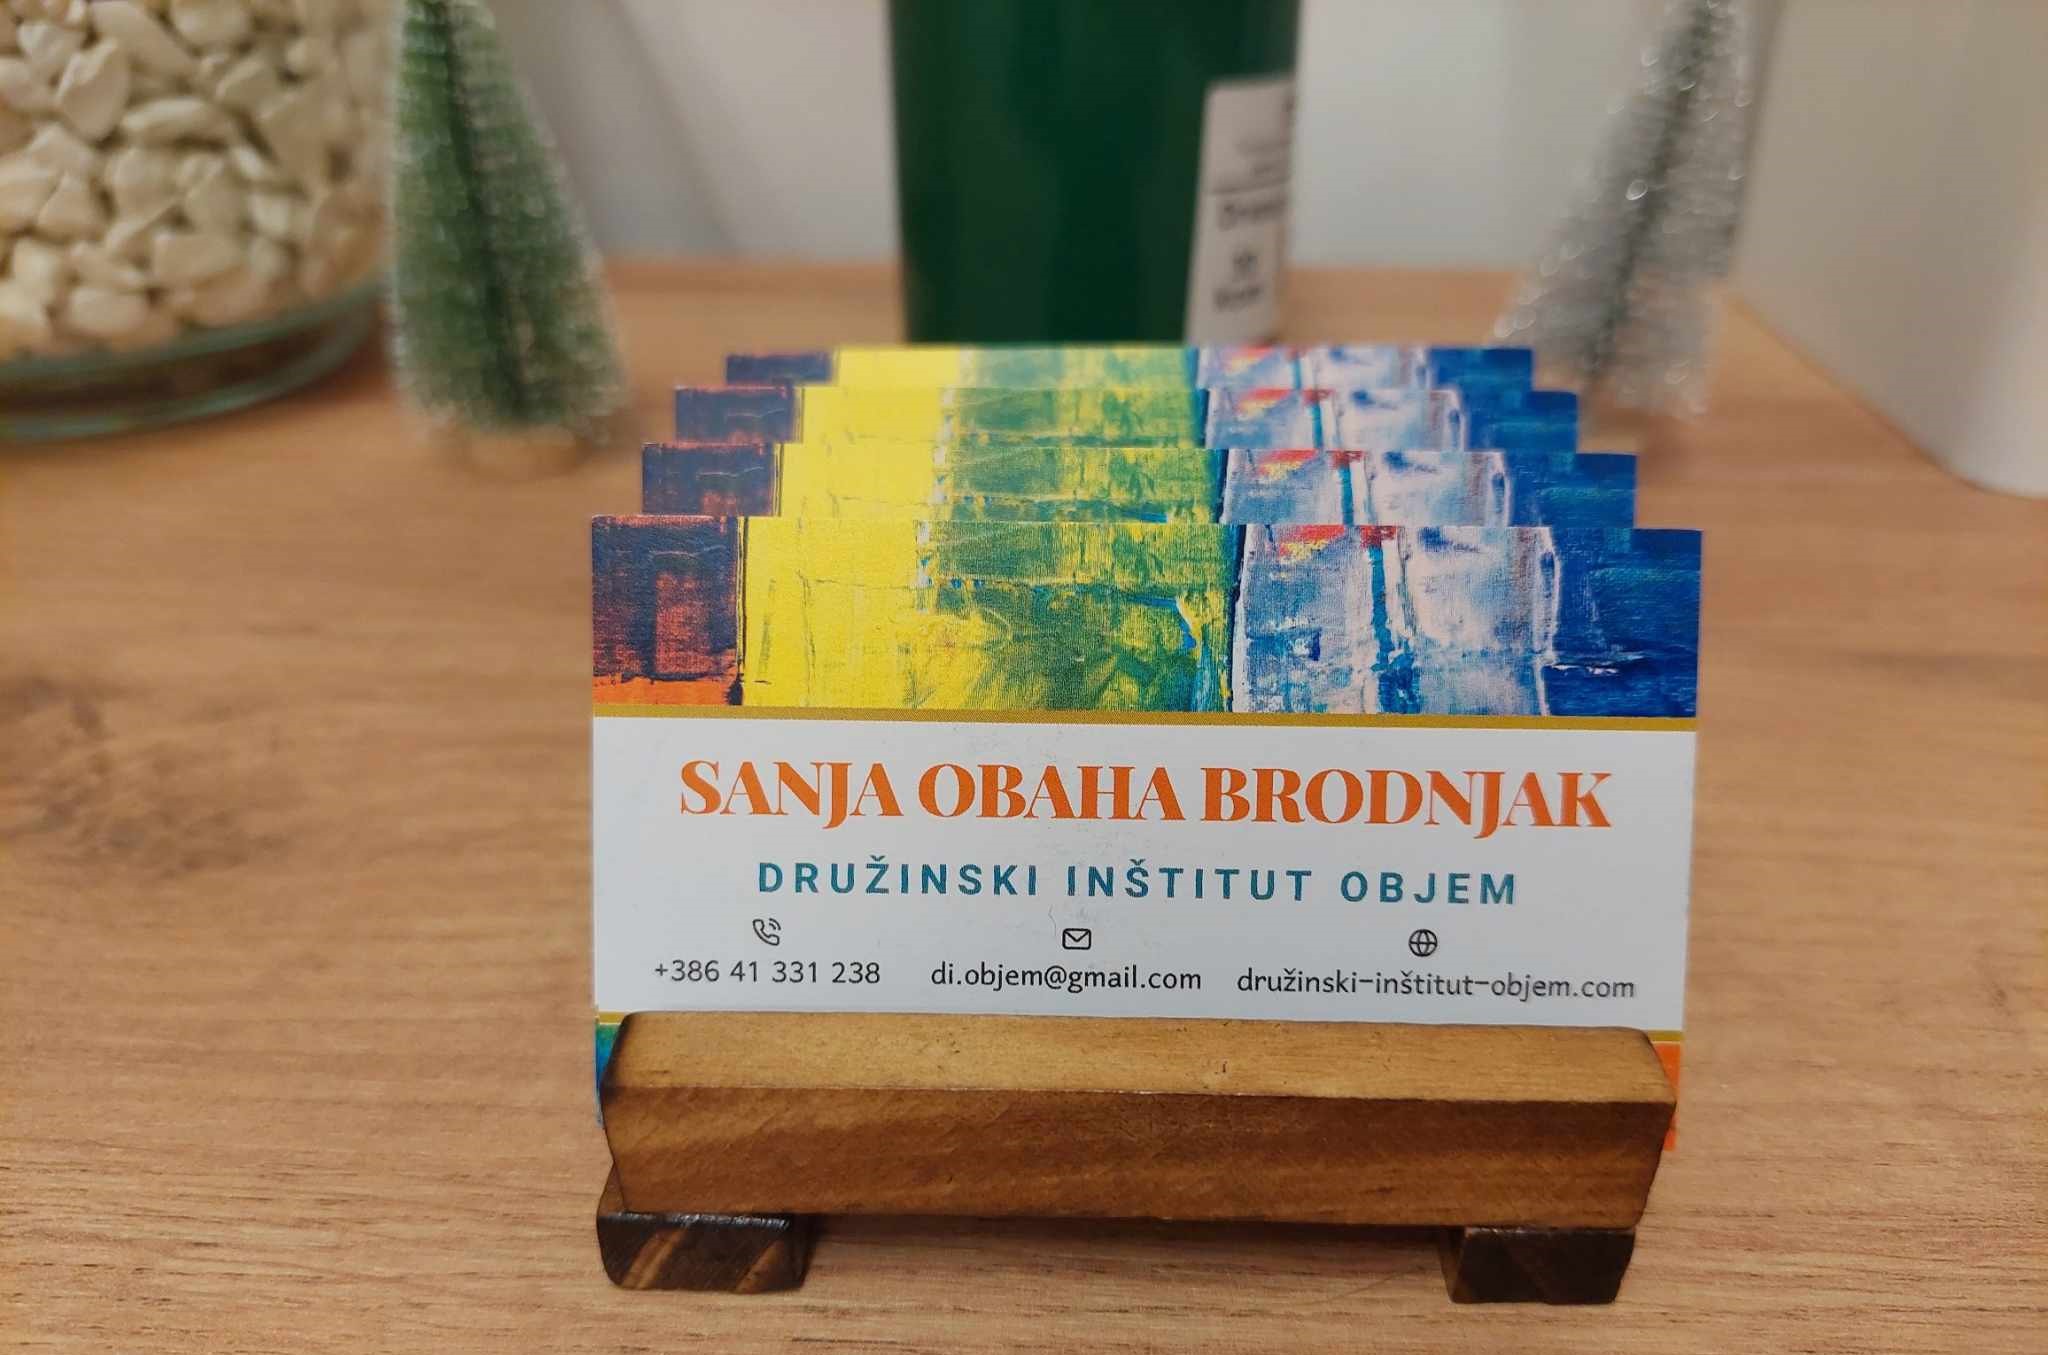 SANJA OBAHA BRODNJAK
DRUŽINSKI INŠTITUT OBJEM
+386 41 331 238
di.objem@gmail.com
družinski-inštitut-objem.com